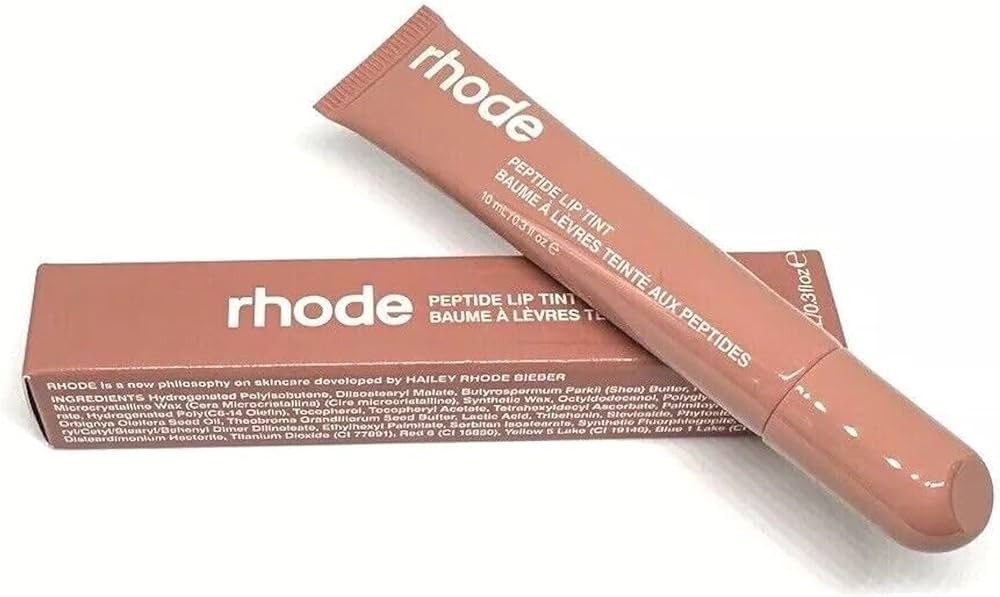 rhode
PEPTIDE LIP TINT
BAUME À LÈVRES TEINTÉ AUX PEPTIDES
10 mL/0.3 fl oz ℮
rhode
PEPTIDE LIP TINT
BAUME À LÈVRES
/0.3 fl oz ℮
RHODE is a new philosophy on skincare developed by HAILEY RHODE BIEBER
INGREDIENTS Hydrogenated Polyisobutene, Diisostearyl Malate, Butyrospermum Parkii (Shea) Butter,
Microcrystalline Wax (Cera Microcristallina) (Cire microcristalline), Synthetic Wax, Octyldodecanol,
Hydrogenated Poly(C6-14 Olefin), Tocopherol, Tocopheryl Acetate, Tetrahexyldecyl Ascorbate,
Orbignya Oleifera Seed Oil, Theobroma Grandiflorum Seed Butter, Lactic Acid, Tribehenin,
Dimer Dilinoleate, Ethylhexyl Palmitate, Sorbitan Isostearate, Synthetic Fluorphlogopite,
Hectorite, Titanium Dioxide (CI 77891), Red 6 (CI 15850), Yellow 5 Lake (CI 19140), Blue 1 Lake